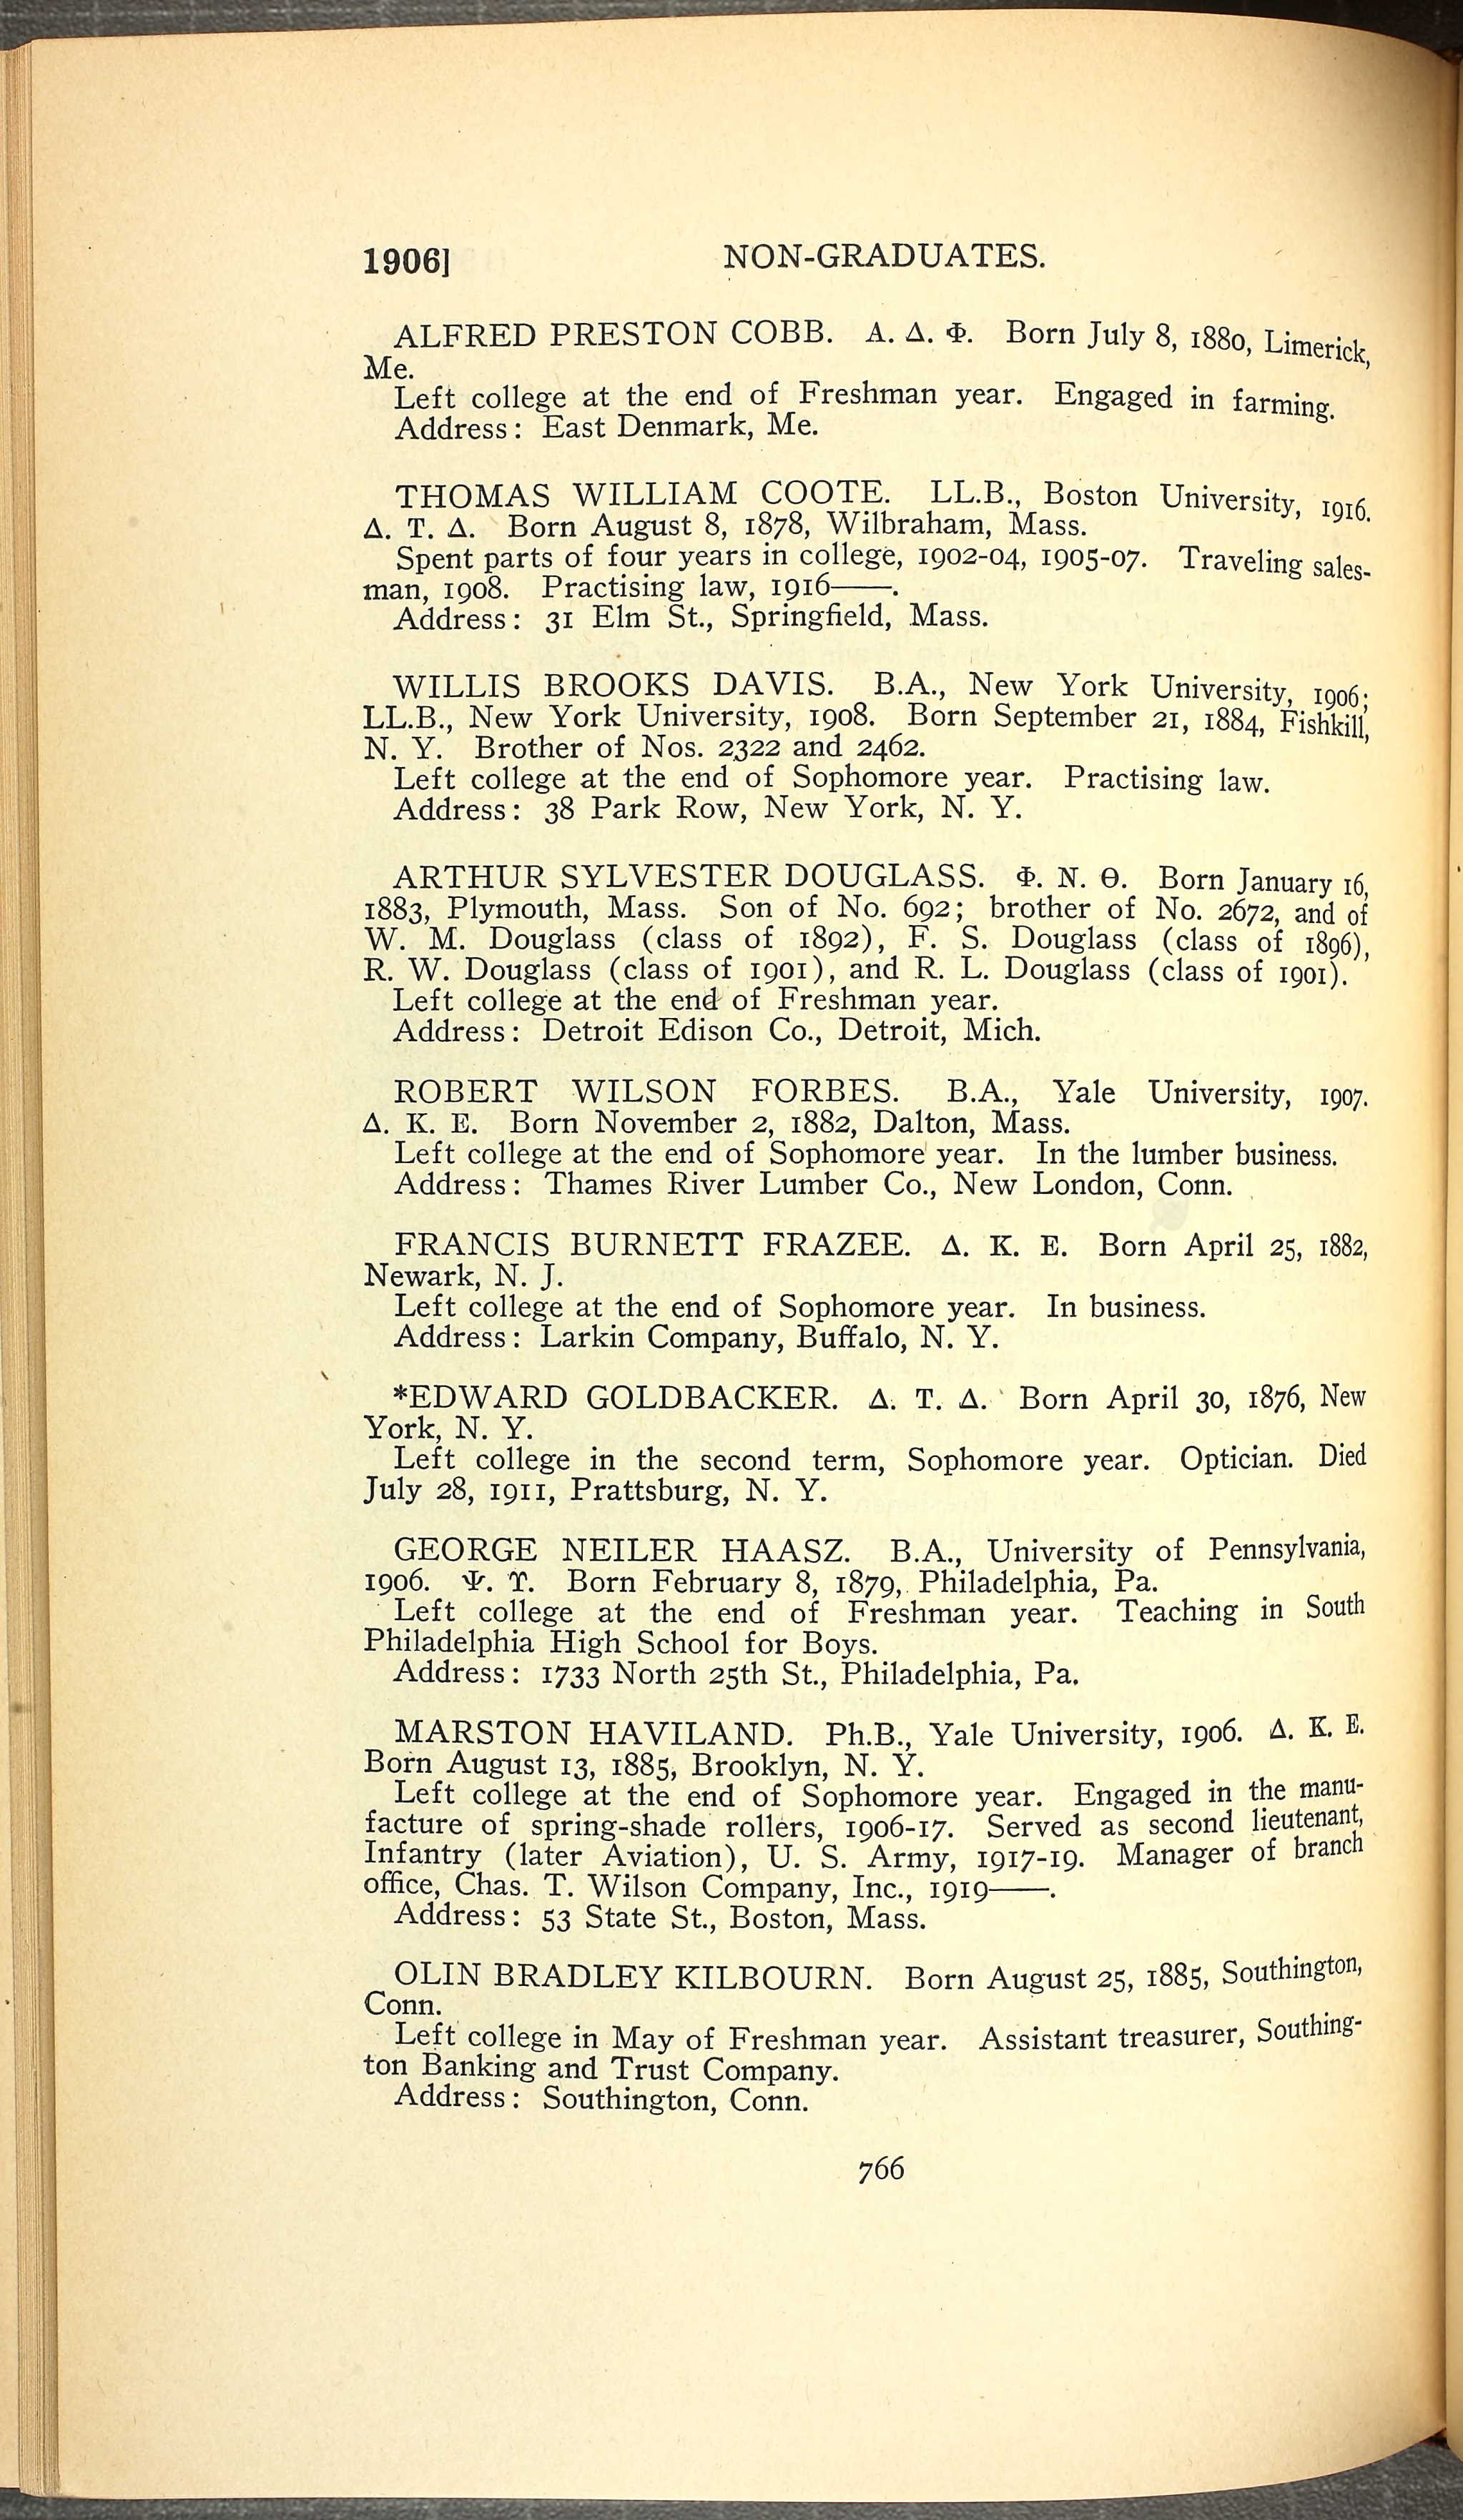 1906] NON-GRADUATES.
ALFRED PRESTON COBB. A. Δ. Φ. Born July 8, 1880, Limerick,
Me.
Left college at the end of Freshman year. Engaged in farming.
Address: East Denmark, Me.
THOMAS WILLIAM COOTE. LL.B., Boston University, 1916.
Δ. T. Δ. Born August 8, 1878, Wilbraham, Mass.
Spent parts of four years in college, 1902-04, 1905-07. Traveling sales-
man, 1908. Practising law, 1916——.
Address: 31 Elm St., Springfield, Mass.
WILLIS BROOKS DAVIS. B.A., New York University, 1906;
LL.B., New York University, 1908. Born September 21, 1884, Fishkill,
N. Y. Brother of Nos. 2322 and 2462.
Left college at the end of Sophomore year. Practising law.
Address: 38 Park Row, New York, N. Y.
ARTHUR SYLVESTER DOUGLASS. Φ. N. Θ. Born January 16,
1883, Plymouth, Mass. Son of No. 692; brother of No. 2672, and of
W. M. Douglass (class of 1892), F. S. Douglass (class of 1896),
R. W. Douglass (class of 1901), and R. L. Douglass (class of 1901).
Left college at the end of Freshman year.
Address: Detroit Edison Co., Detroit, Mich.
ROBERT WILSON FORBES. B.A., Yale University, 1907.
Δ. K. E. Born November 2, 1882, Dalton, Mass.
Left college at the end of Sophomore year. In the lumber business.
Address: Thames River Lumber Co., New London, Conn.
FRANCIS BURNETT FRAZEE. Δ. K. E. Born April 25, 1882,
Newark, N. J.
Left college at the end of Sophomore year. In business.
Address: Larkin Company, Buffalo, N. Y.
*EDWARD GOLDBACKER. Δ. T. Δ. Born April 30, 1876, New
York, N. Y.
Left college in the second term, Sophomore year. Optician. Died
July 28, 1911, Prattsburg, N. Y.
GEORGE NEILER HAASZ. B.A., University of Pennsylvania,
1906. Ψ. ϒ. Born February 8, 1879, Philadelphia, Pa.
Left college at the end of Freshman year. Teaching in South
Philadelphia High School for Boys.
Address: 1733 North 25th St., Philadelphia, Pa.
MARSTON HAVILAND. Ph.B., Yale University, 1906. Δ. K. E.
Born August 13, 1885, Brooklyn, N. Y.
Left college at the end of Sophomore year. Engaged in the manu-
facture of spring-shade rollers, 1906-17. Served as second lieutenant,
Infantry (later Aviation), U. S. Army, 1917-19. Manager of branch
office, Chas. T. Wilson Company, Inc., 1919——.
Address: 53 State St., Boston, Mass.
OLIN BRADLEY KILBOURN. Born August 25, 1885, Southington,
Conn.
Left college in May of Freshman year. Assistant treasurer, Southing-
ton Banking and Trust Company.
Address: Southington, Conn.
766